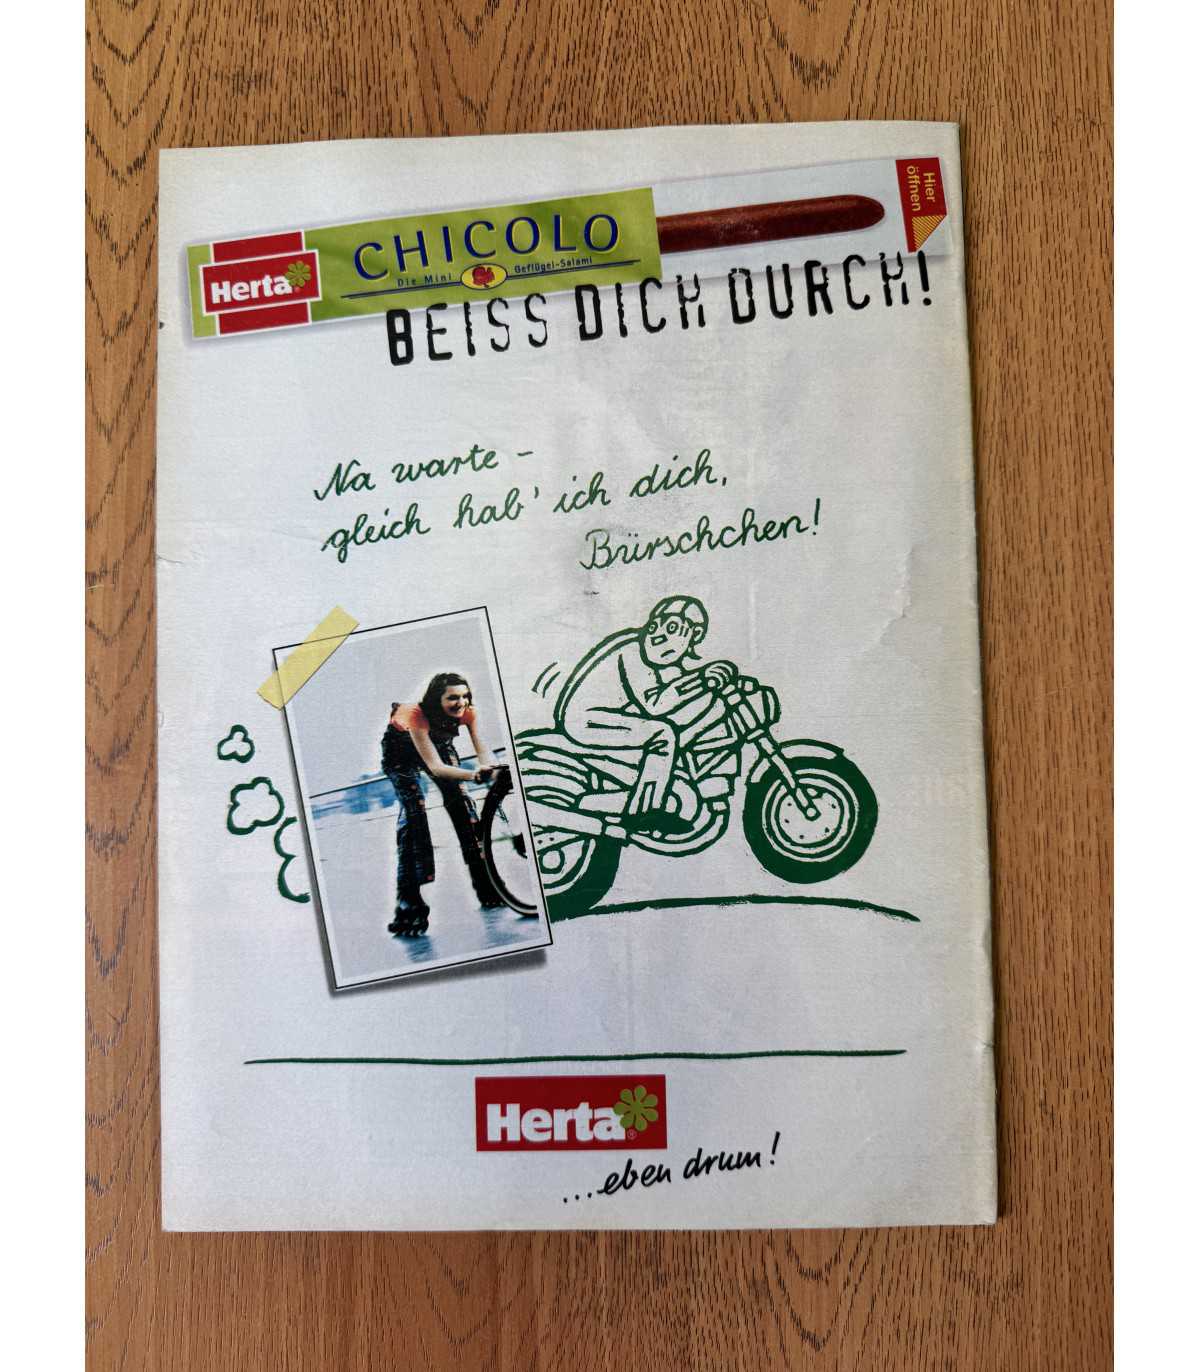 Hier
öffnen
Herta
CHICOLO
Die Mini Geflügel-Salami
BEISS DICH DURCH!
Na warte -
gleich hab' ich dich,
Bürschchen!
Herta®
...eben drum!